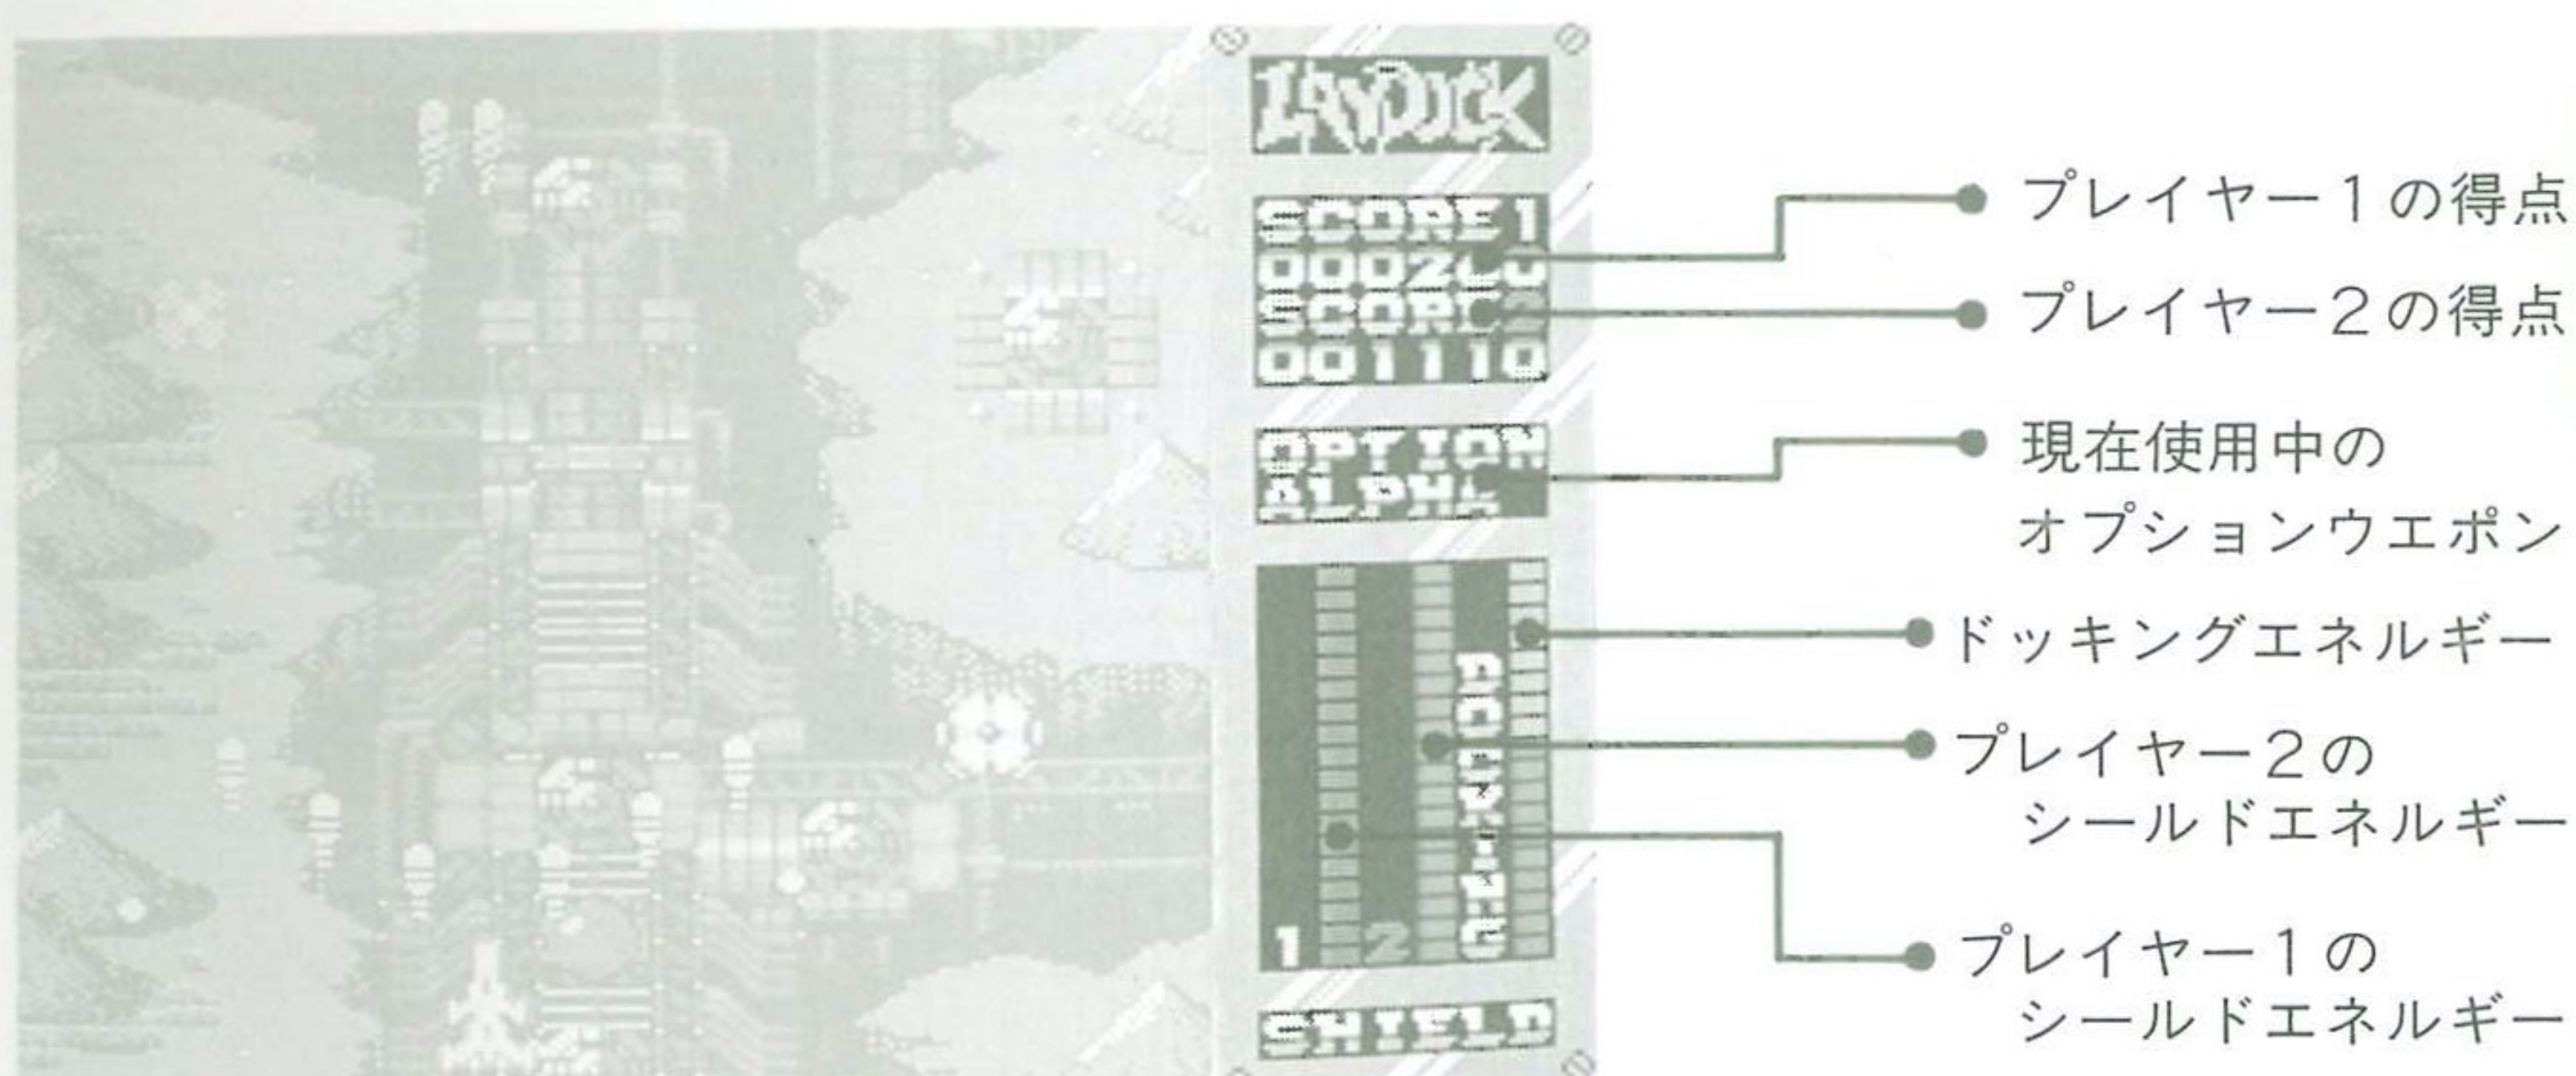 LAYDOCK
SCORE1
SCOR
001110
OPTION
ALPHA
DOCKING
1
2
SHIELD
プレイヤー1の得点
プレイヤー2の得点
現在使用中の
オプションウエポン
ドッキングエネルギー
プレイヤー2の
シールドエネルギー
プレイヤー1の
シールドエネルギー